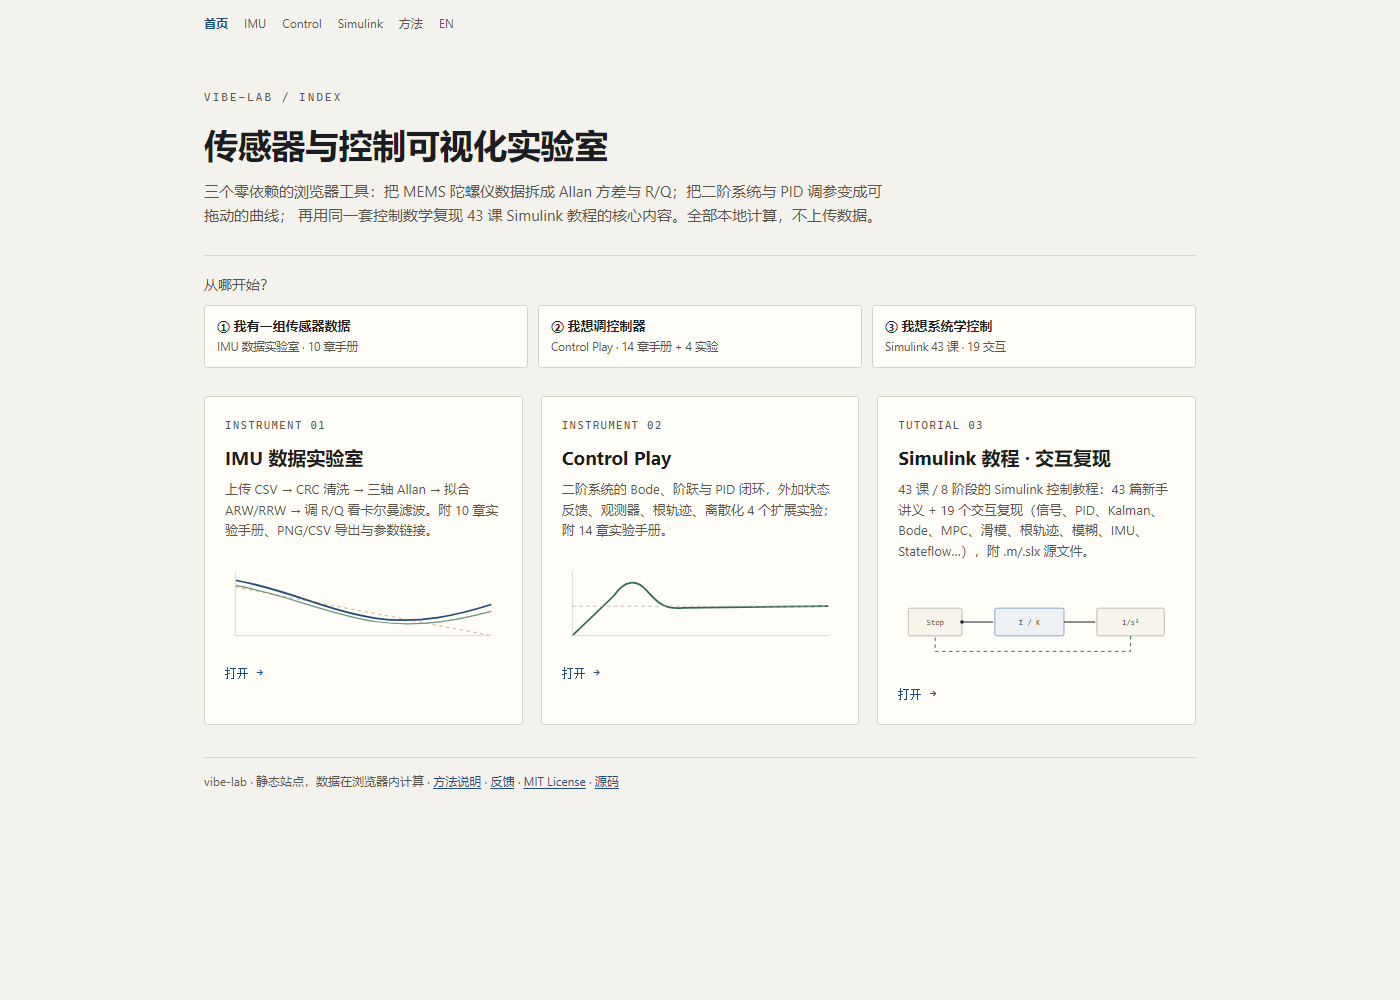 首页 IMU Control Simulink 方法 EN
VIBE-LAB / INDEX
传感器与控制可视化实验室
三个零依赖的浏览器工具：把 MEMS 陀螺仪数据拆成 Allan 方差与 R/Q；把二阶系统与 PID 调参变成可
拖动的曲线； 再用同一套控制数学复现 43 课 Simulink 教程的核心内容。全部本地计算，不上传数据。
从哪开始？
① 我有一组传感器数据
IMU 数据实验室 · 10 章手册
② 我想调控制器
Control Play · 14 章手册 + 4 实验
③ 我想系统学控制
Simulink 43 课 · 19 交互
INSTRUMENT 01
IMU 数据实验室
上传 CSV → CRC 清洗 → 三轴 Allan → 拟合
ARW/RRW → 调 R/Q 看卡尔曼滤波。附 10 章实
验手册、PNG/CSV 导出与参数链接。
打开 →
INSTRUMENT 02
Control Play
二阶系统的 Bode、阶跃与 PID 闭环，外加状态
反馈、观测器、根轨迹、离散化 4 个扩展实验；
附 14 章实验手册。
打开 →
TUTORIAL 03
Simulink 教程 · 交互复现
43 课 / 8 阶段的 Simulink 控制教程：43 篇新手
讲义 + 19 个交互复现（信号、PID、Kalman、
Bode、MPC、滑模、根轨迹、模糊、IMU、
Stateflow…），附 .m/.slx 源文件。
Step Σ / K 1/s²
打开 →
vibe-lab · 静态站点，数据在浏览器内计算 · 方法说明 · 反馈 · MIT License · 源码